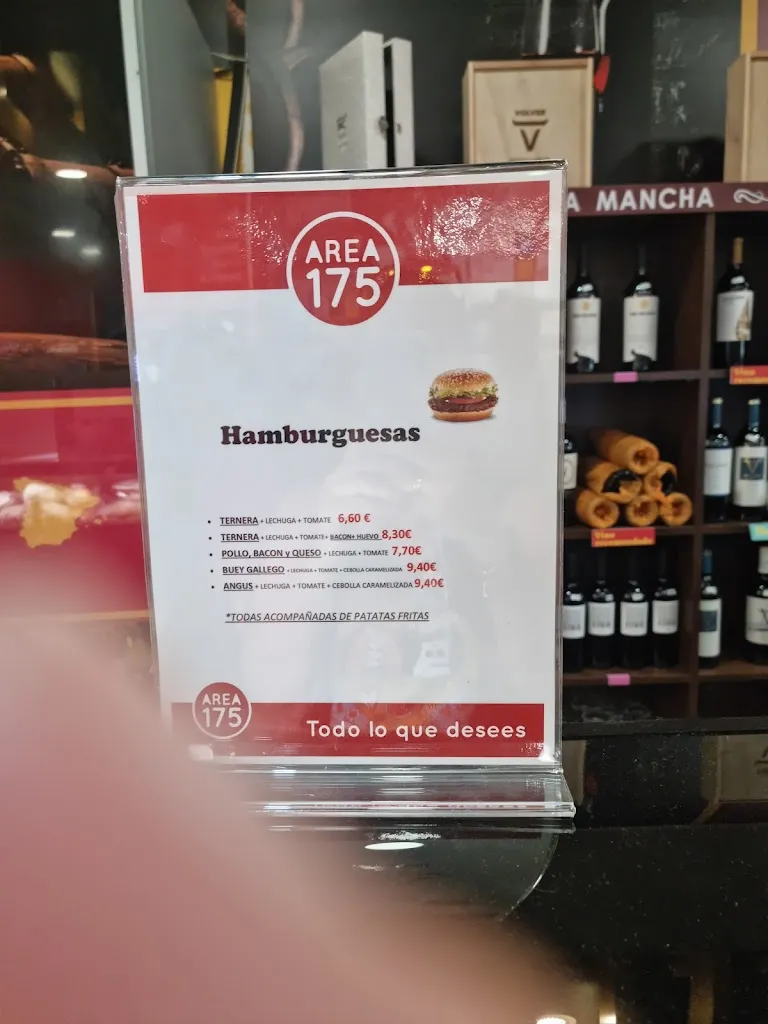 VOLVER
A MANCHA
AREA
175
Hamburguesas
• TERNERA + LECHUGA + TOMATE 6,60 €
• TERNERA + LECHUGA + TOMATE+ BACON+ HUEVO 8,30€
• POLLO, BACON y QUESO + LECHUGA + TOMATE 7,70€
• BUEY GALLEGO + LECHUGA + TOMATE + CEBOLLA CARAMELIZADA 9,40€
• ANGUS + LECHUGA + TOMATE + CEBOLLA CARAMELIZADA 9,40€
*TODAS ACOMPAÑADAS DE PATATAS FRITAS
AREA
175
Todo lo que desees